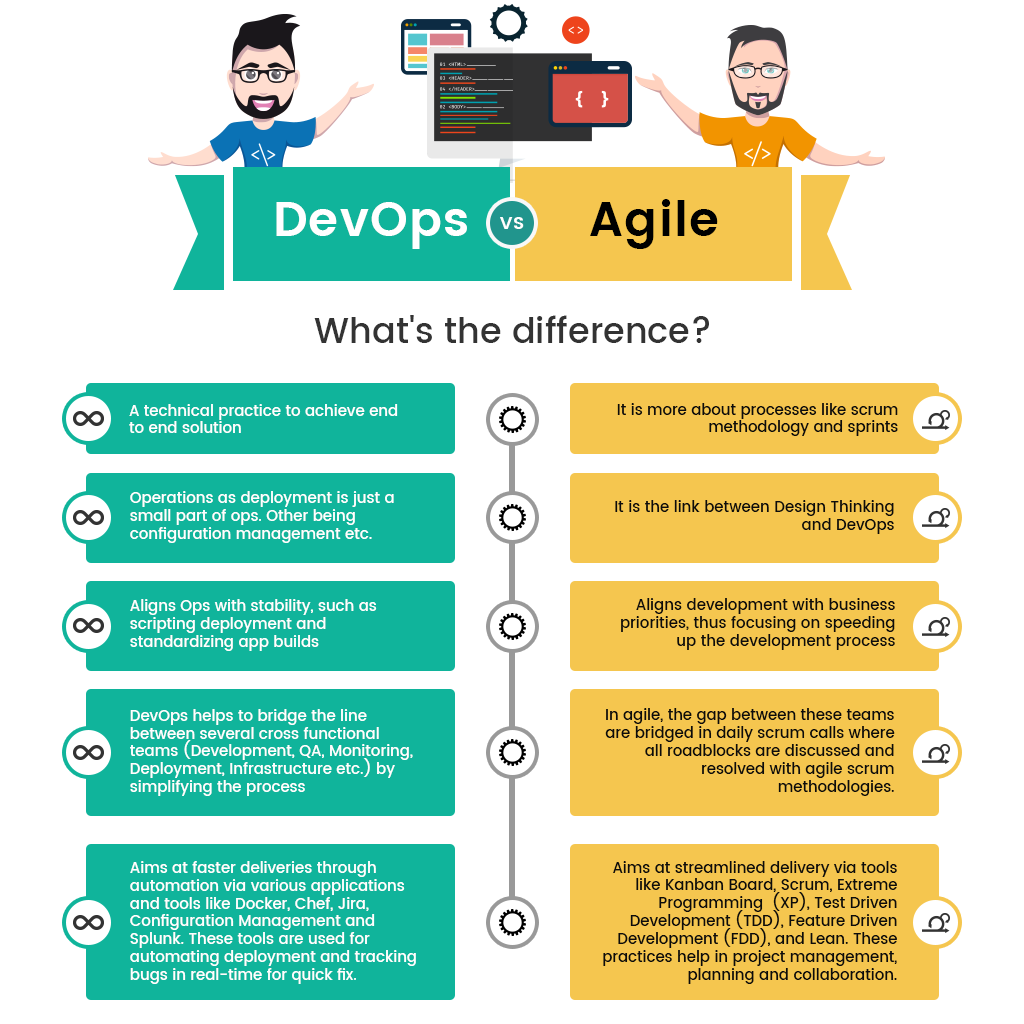 01 <HTML>
03 <HEADER>
04 </HEADER>
02 <BODY>
< >
{ }
</>
</>
DevOps
VS
Agile
What's the difference?
A technical practice to achieve end
to end solution
It is more about processes like scrum
methodology and sprints
Operations as deployment is just a
small part of ops. Other being
configuration management etc.
It is the link between Design Thinking
and DevOps
Aligns Ops with stability, such as
scripting deployment and
standardizing app builds
Aligns development with business
priorities, thus focusing on speeding
up the development process
DevOps helps to bridge the line
between several cross functional
teams (Development, QA, Monitoring,
Deployment, Infrastructure etc.) by
simplifying the process
In agile, the gap between these teams
are bridged in daily scrum calls where
all roadblocks are discussed and
resolved with agile scrum
methodologies.
Aims at faster deliveries through
automation via various applications
and tools like Docker, Chef, Jira,
Configuration Management and
Splunk. These tools are used for
automating deployment and tracking
bugs in real-time for quick fix.
Aims at streamlined delivery via tools
like Kanban Board, Scrum, Extreme
Programming (XP), Test Driven
Development (TDD), Feature Driven
Development (FDD), and Lean. These
practices help in project management,
planning and collaboration.